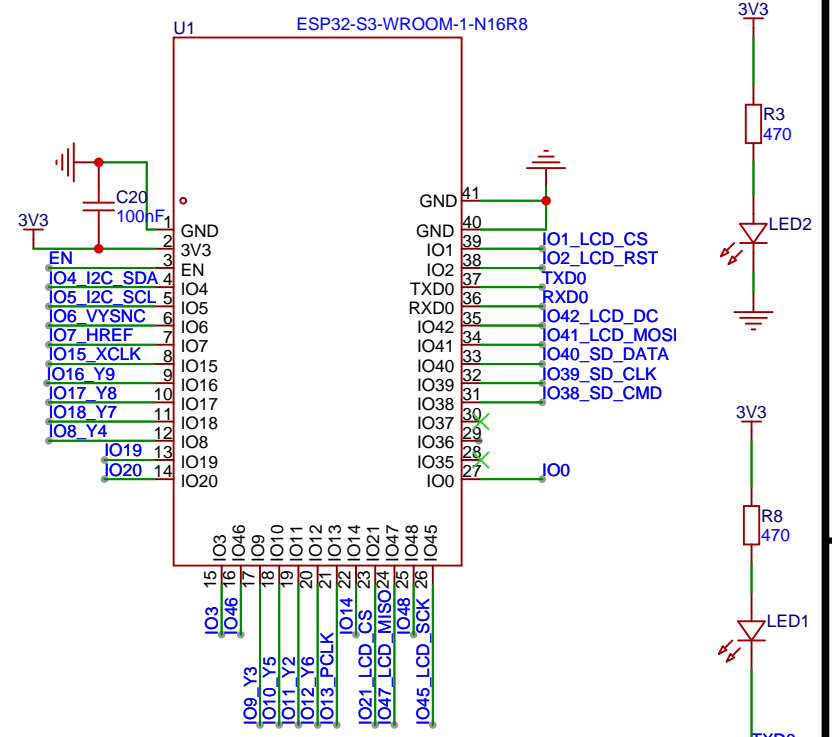 U1
ESP32-S3-WROOM-1-N16R8
C20
100nF
3V3
1 GND
2 3V3
EN 3 EN
IO4_I2C_SDA 4 IO4
IO5_I2C_SCL 5 IO5
IO6_VYSNC 6 IO6
IO7_HREF 7 IO7
IO15_XCLK 8 IO15
IO16_Y9 9 IO16
IO17_Y8 10 IO17
IO18_Y7 11 IO18
IO8_Y4 12 IO8
IO19 13 IO19
IO20 14 IO20
GND 41
GND 40
IO1 39 IO1_LCD_CS
IO2 38 IO2_LCD_RST
TXD0 37 TXD0
RXD0 36 RXD0
IO42 35 IO42_LCD_DC
IO41 34 IO41_LCD_MOSI
IO40 33 IO40_SD_DATA
IO39 32 IO39_SD_CLK
IO38 31 IO38_SD_CMD
IO37 30
IO36 29
IO35 28
IO0 27 IO0
IO3 15 IO3
IO46 16 IO46
IO9 17 IO9_Y3
IO10 18 IO10_Y5
IO11 19 IO11_Y2
IO12 20 IO12_Y6
IO13 21 IO13_PCLK
IO14 22 IO14
IO21 23 IO21_LCD_CS
IO47 24 IO47_LCD_MISO
IO48 25 IO48
IO45 26 IO45_LCD_SCK
3V3
R3
470
LED2
3V3
R8
470
LED1